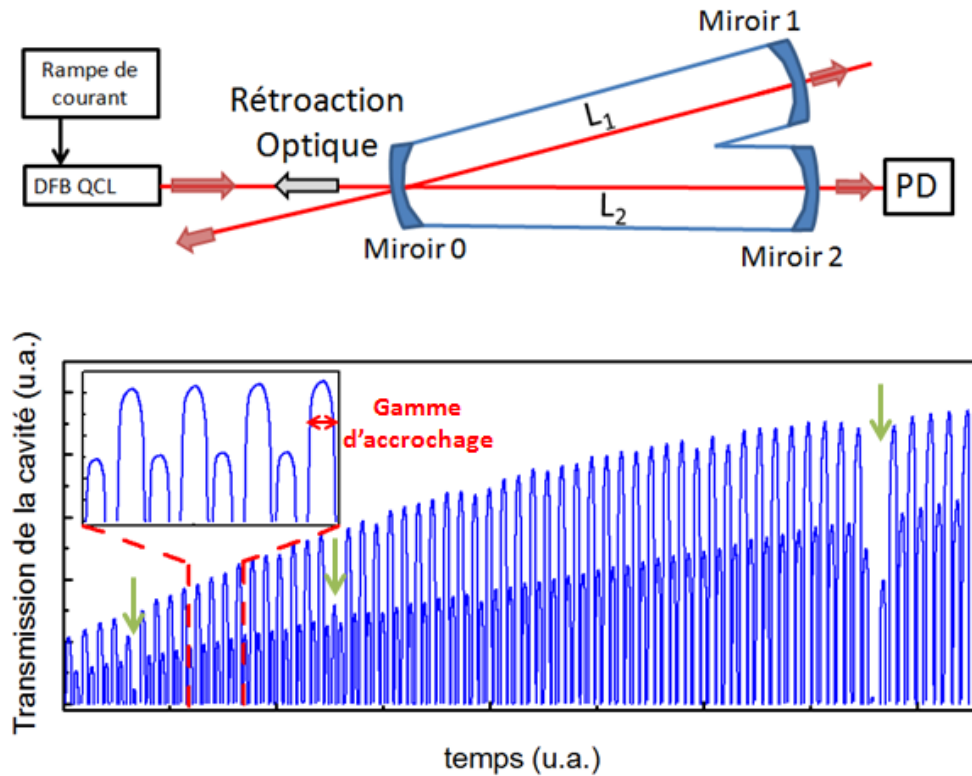 Miroir 1
Rampe de
courant
Rétroaction
Optique
L₁
DFB QCL
PD
L₂
Miroir 0
Miroir 2
Transmission de la cavité (u.a.)
Gamme
d’accrochage
temps (u.a.)